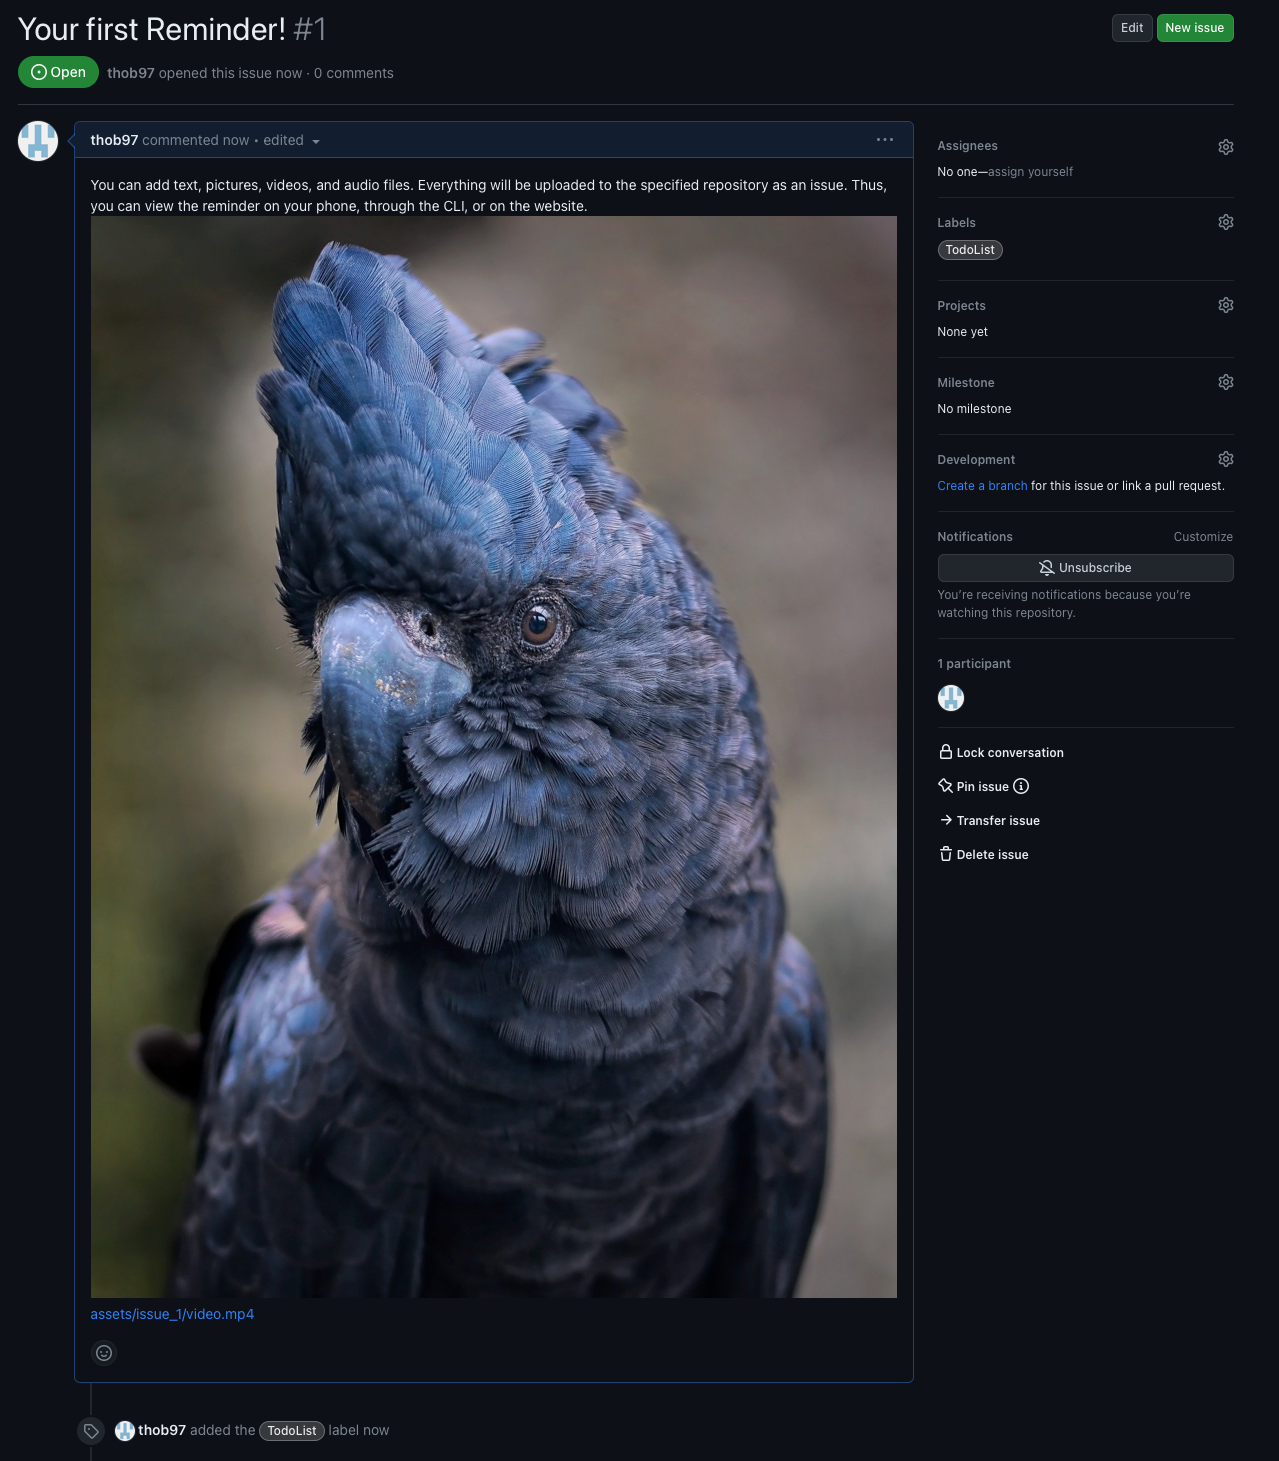 Your first Reminder! #1
Edit
New issue
Open
thob97 opened this issue now · 0 comments
thob97 commented now • edited
You can add text, pictures, videos, and audio files. Everything will be uploaded to the specified repository as an issue. Thus,
you can view the reminder on your phone, through the CLI, or on the website.
assets/issue_1/video.mp4
thob97 added the TodoList label now
Assignees
No one—assign yourself
Labels
TodoList
Projects
None yet
Milestone
No milestone
Development
Create a branch for this issue or link a pull request.
Notifications
Customize
Unsubscribe
You're receiving notifications because you're
watching this repository.
1 participant
Lock conversation
Pin issue
Transfer issue
Delete issue